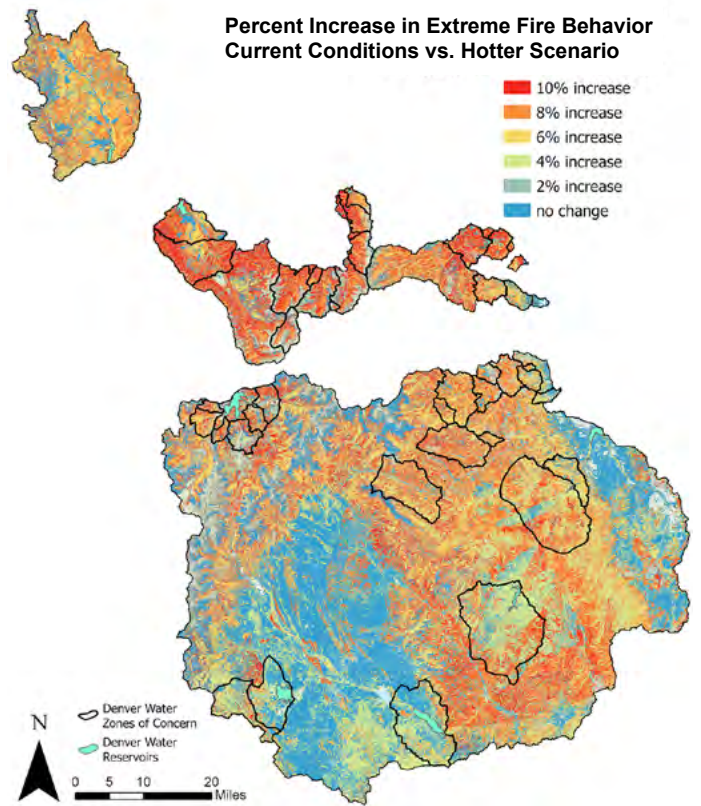 Percent Increase in Extreme Fire Behavior
Current Conditions vs. Hotter Scenario
10% increase
8% increase
6% increase
4% increase
2% increase
no change
Denver Water
Zones of Concern
Denver Water
Reservoirs
N
0 5 10 20
Miles